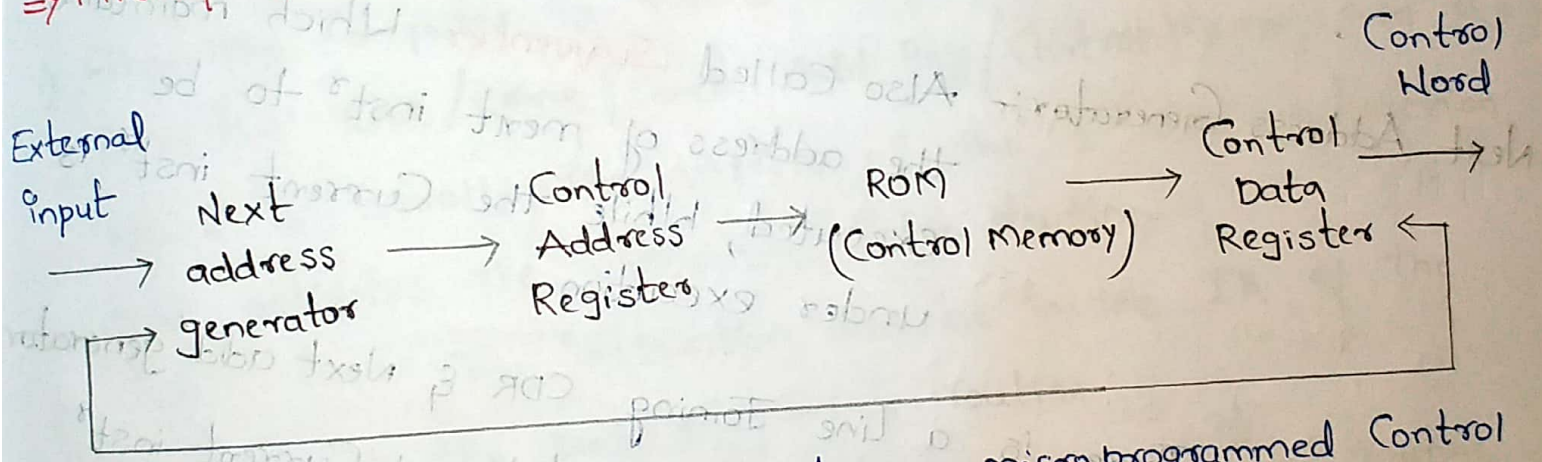 External
input
Next
address
generator
Control
Address
Register
ROM
(Control Memory)
Control
Data
Register
Control
Word
programmed Control